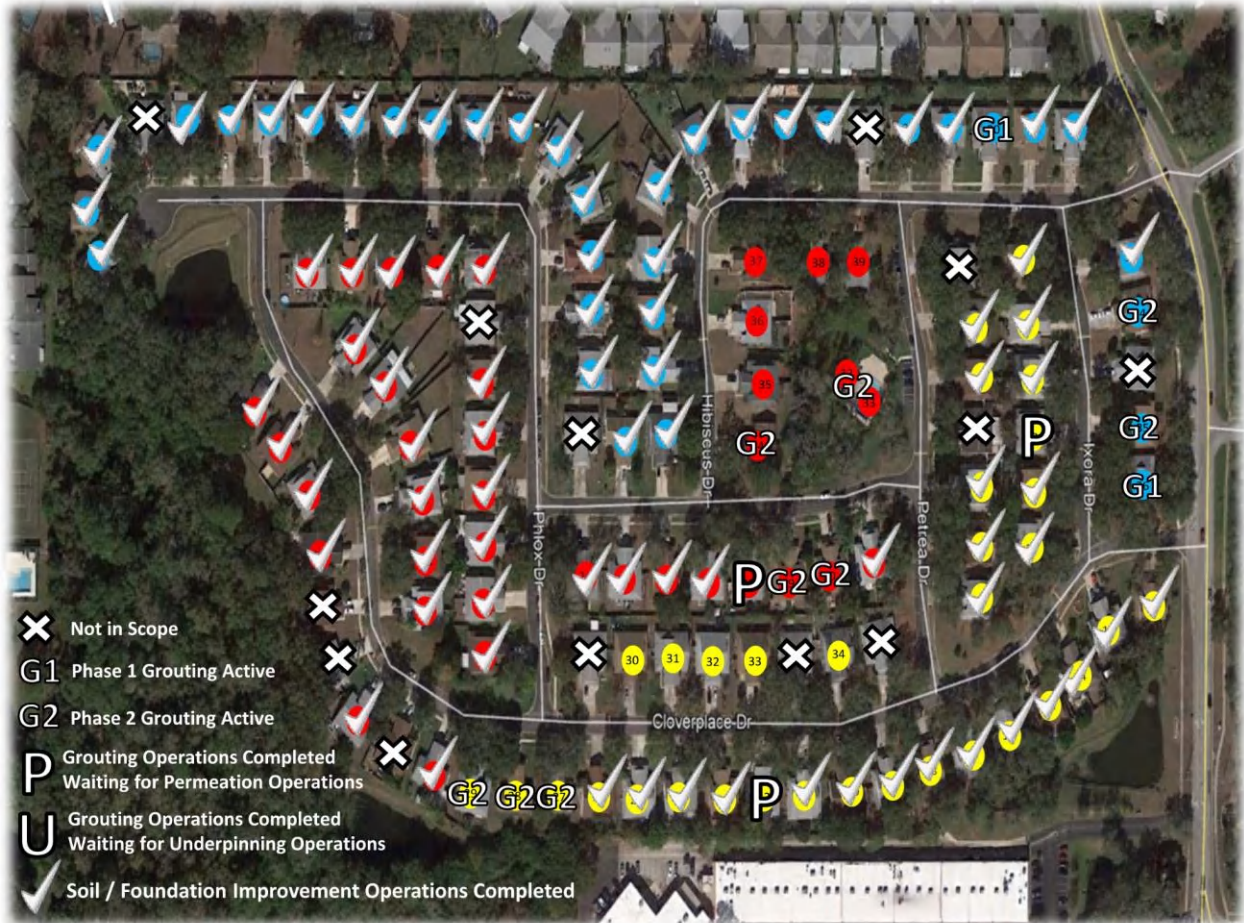 G1
37
38
39
G2
36
G2
35
G2
P
G2
G1
Hibiscus Dr
Ixora Dr
Phlox Dr
Petrea Dr
P
G2
G2
30
31
32
33
34
Cloverplace Dr
G2
G2
G2
P
Not in Scope
G1 Phase 1 Grouting Active
G2 Phase 2 Grouting Active
P Grouting Operations Completed
Waiting for Permeation Operations
U Grouting Operations Completed
Waiting for Underpinning Operations
Soil / Foundation Improvement Operations Completed